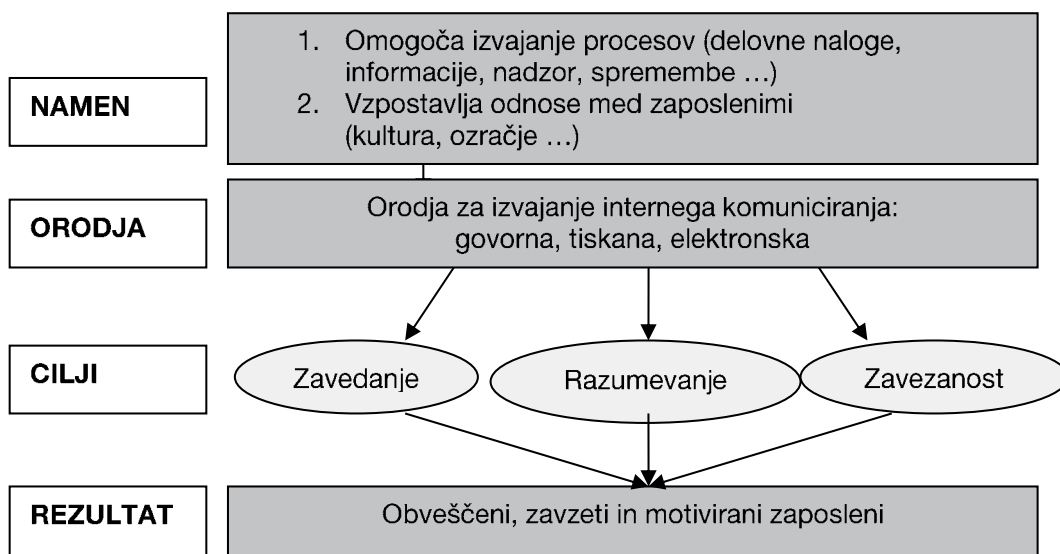 NAMEN
1. Omogoča izvajanje procesov (delovne naloge,
informacije, nadzor, spremembe …)
2. Vzpostavlja odnose med zaposlenimi
(kultura, ozračje …)
ORODJA
Orodja za izvajanje internega komuniciranja:
govorna, tiskana, elektronska
CILJI
Zavedanje
Razumevanje
Zavezanost
REZULTAT
Obveščeni, zavzeti in motivirani zaposleni